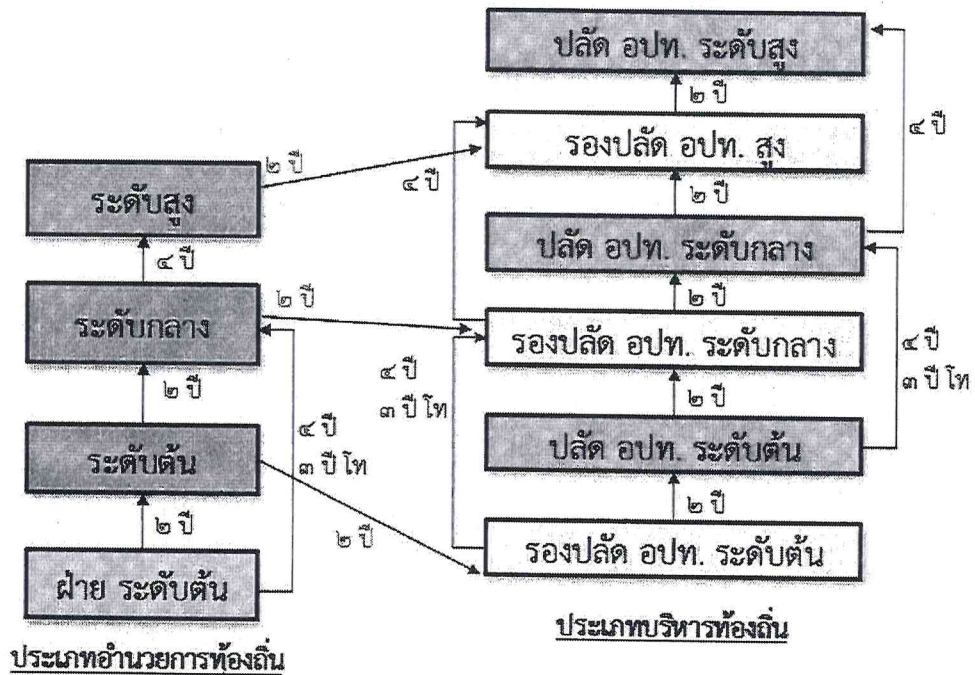 ปลัด อปท. ระดับสูง
๒ ปี
๔ ปี
รองปลัด อปท. สูง
๒ ปี
๔ ปี
ระดับสูง
๒ ปี
ปลัด อปท. ระดับกลาง
๔ ปี
๒ ปี
๒ ปี
ระดับกลาง
รองปลัด อปท. ระดับกลาง
๔ ปี
๓ ปี โท
๒ ปี
๔ ปี
๓ ปี โท
๒ ปี
๔ ปี
๓ ปี โท
ระดับต้น
ปลัด อปท. ระดับต้น
๒ ปี
๒ ปี
๒ ปี
ฝ่าย ระดับต้น
รองปลัด อปท. ระดับต้น
ประเภทอำนวยการท้องถิ่น
ประเภทบริหารท้องถิ่น